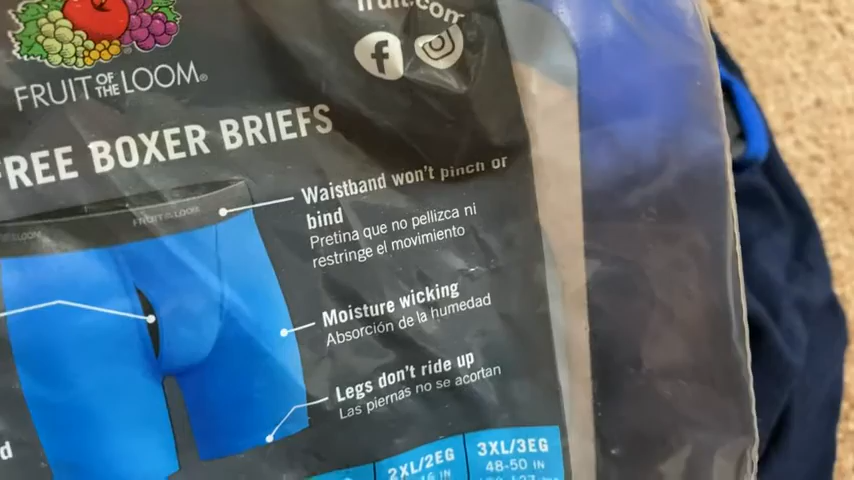 fruit.com
FRUIT OF THE LOOM®
FREE BOXER BRIEFS
FRUIT OF THE LOOM
Waistband won't pinch or
bind
Pretina que no pellizca ni
restringe el movimiento
Moisture wicking
Absorción de la humedad
Legs don't ride up
Las piernas no se acortan
d
2XL/2EG
3XL/3EG
48-50 IN